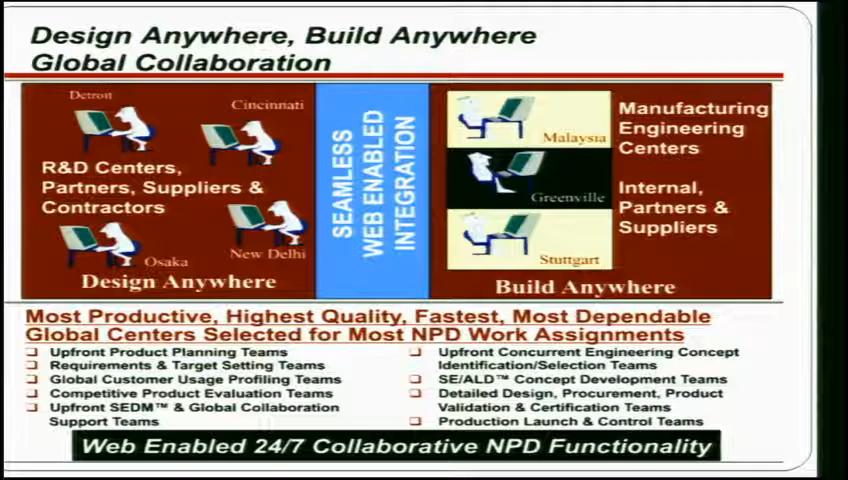 Design Anywhere, Build Anywhere
Global Collaboration
Detroit
Cincinnati
R&D Centers,
Partners, Suppliers &
Contractors
Osaka
New Delhi
Design Anywhere
SEAMLESS
WEB ENABLED
INTEGRATION
Malaysia
Greenville
Stuttgart
Manufacturing
Engineering
Centers
Internal,
Partners &
Suppliers
Build Anywhere
Most Productive, Highest Quality, Fastest, Most Dependable
Global Centers Selected for Most NPD Work Assignments
Upfront Product Planning Teams
Requirements & Target Setting Teams
Global Customer Usage Profiling Teams
Competitive Product Evaluation Teams
Upfront SEDM™ & Global Collaboration
Support Teams
Upfront Concurrent Engineering Concept
Identification/Selection Teams
SE/ALD™ Concept Development Teams
Detailed Design, Procurement, Product
Validation & Certification Teams
Production Launch & Control Teams
Web Enabled 24/7 Collaborative NPD Functionality